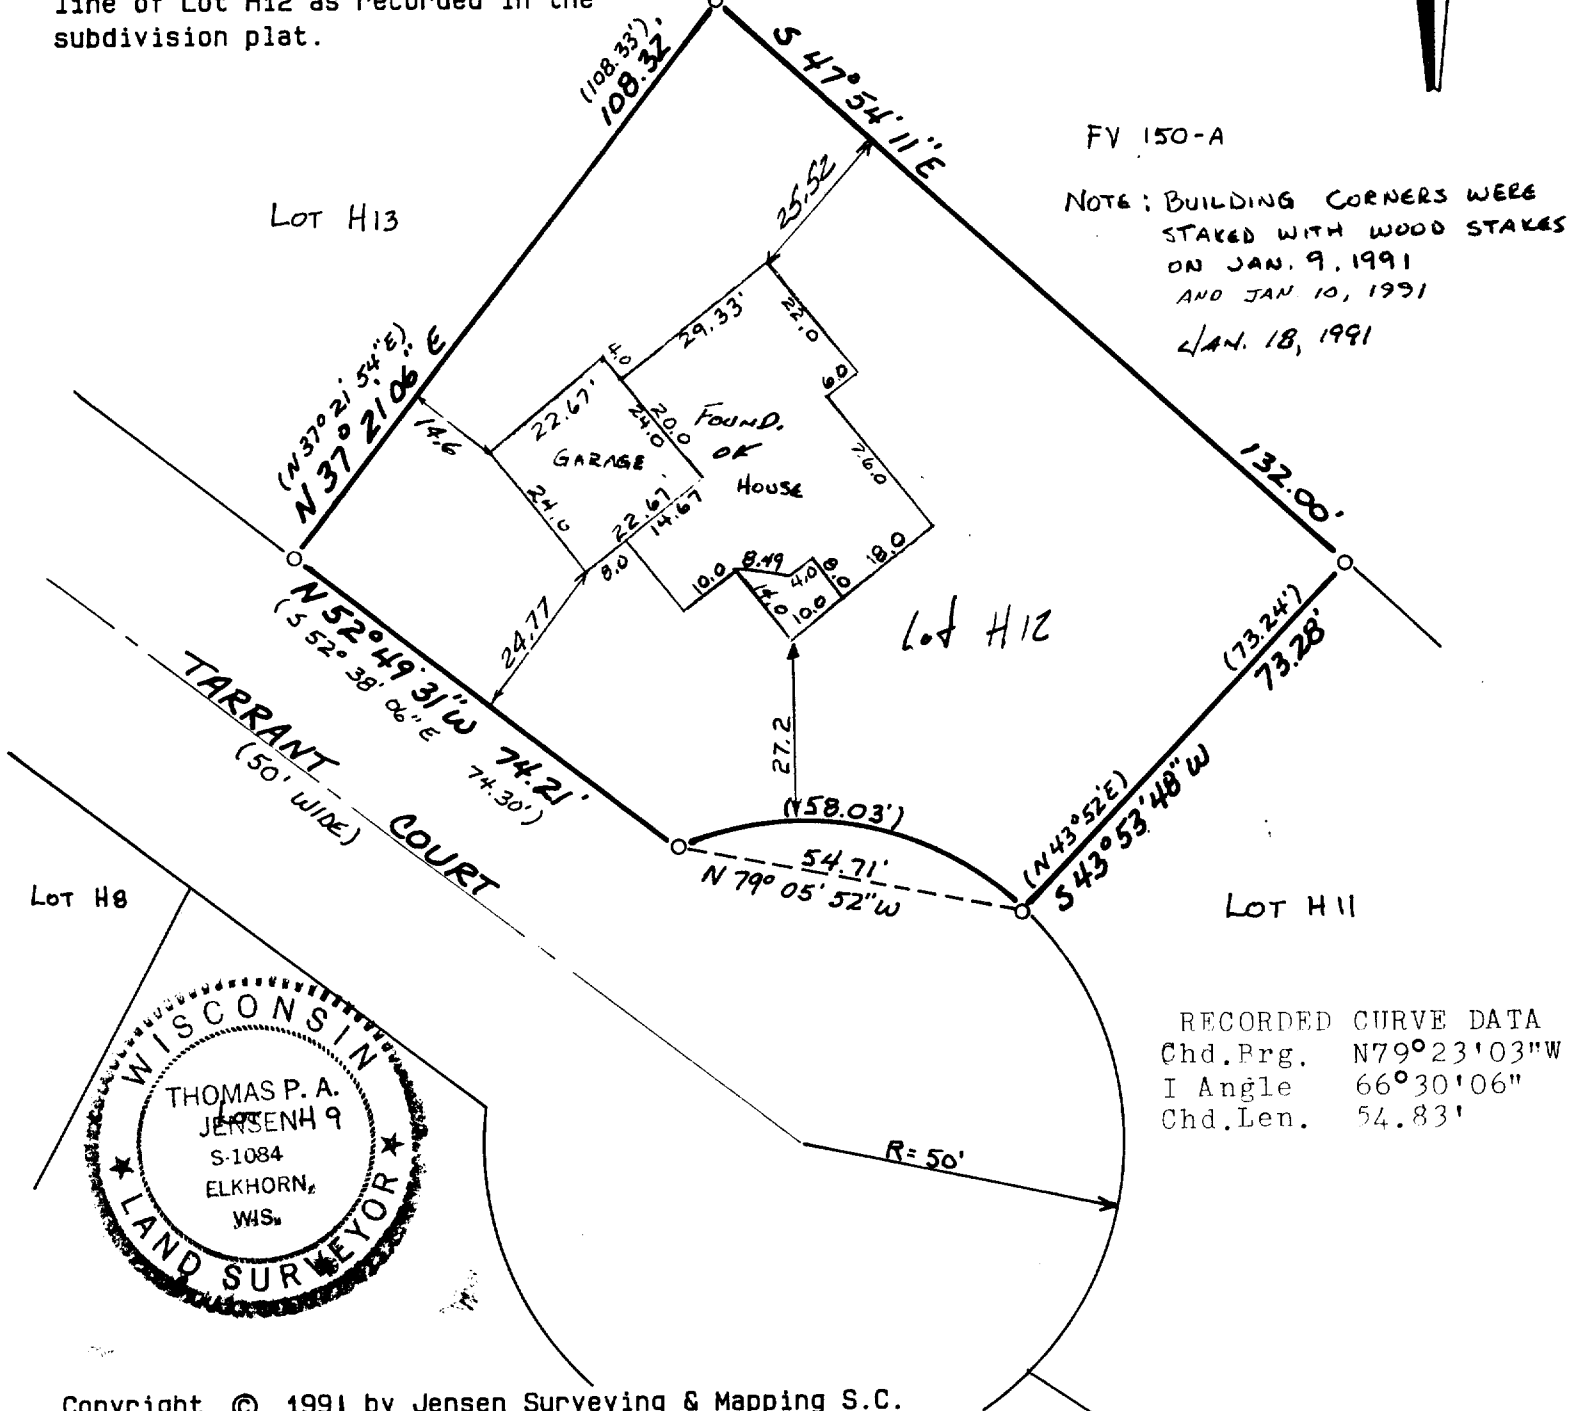 line of Lot H12 as recorded in the
subdivision plat.
(108.33')
108.32'
S 47° 54' 11" E
132.00'
FV 150-A
NOTE: BUILDING CORNERS WERE
STAKED WITH WOOD STAKES
ON JAN. 9, 1991
AND JAN 10, 1991
JAN. 18, 1991
LOT H13
25.52
29.33'
22.0
4.0
6.0
22.67'
24.0
20.0
FOUND.
OK
GARAGE
HOUSE
14.6
24.0
22.67'
14.67
8.0
10.0
8.49
4.0
8.0
14.0
10.0
18.0
(N 37° 21' 54" E)
N 37° 21' 06" E
24.77
Lot H12
27.2
N 52° 49' 31" W 74.21'
(S 52° 38' 06" E
74.30')
TARRANT COURT
(50' WIDE)
(73.24')
73.28'
(N 43° 52' E)
S 43° 53' 48" W
(58.03')
54.71'
N 79° 05' 52" W
LOT H8
LOT H11
RECORDED CURVE DATA
Chd.Brg. N79°23'03"W
I Angle 66°30'06"
Chd.Len. 54.83'
R= 50'
WISCONSIN
THOMAS P. A.
JENSEN
LOT H9
S-1084
ELKHORN,
WIS.
LAND SURVEYOR
Copyright © 1991 by Jensen Surveying & Mapping S.C.